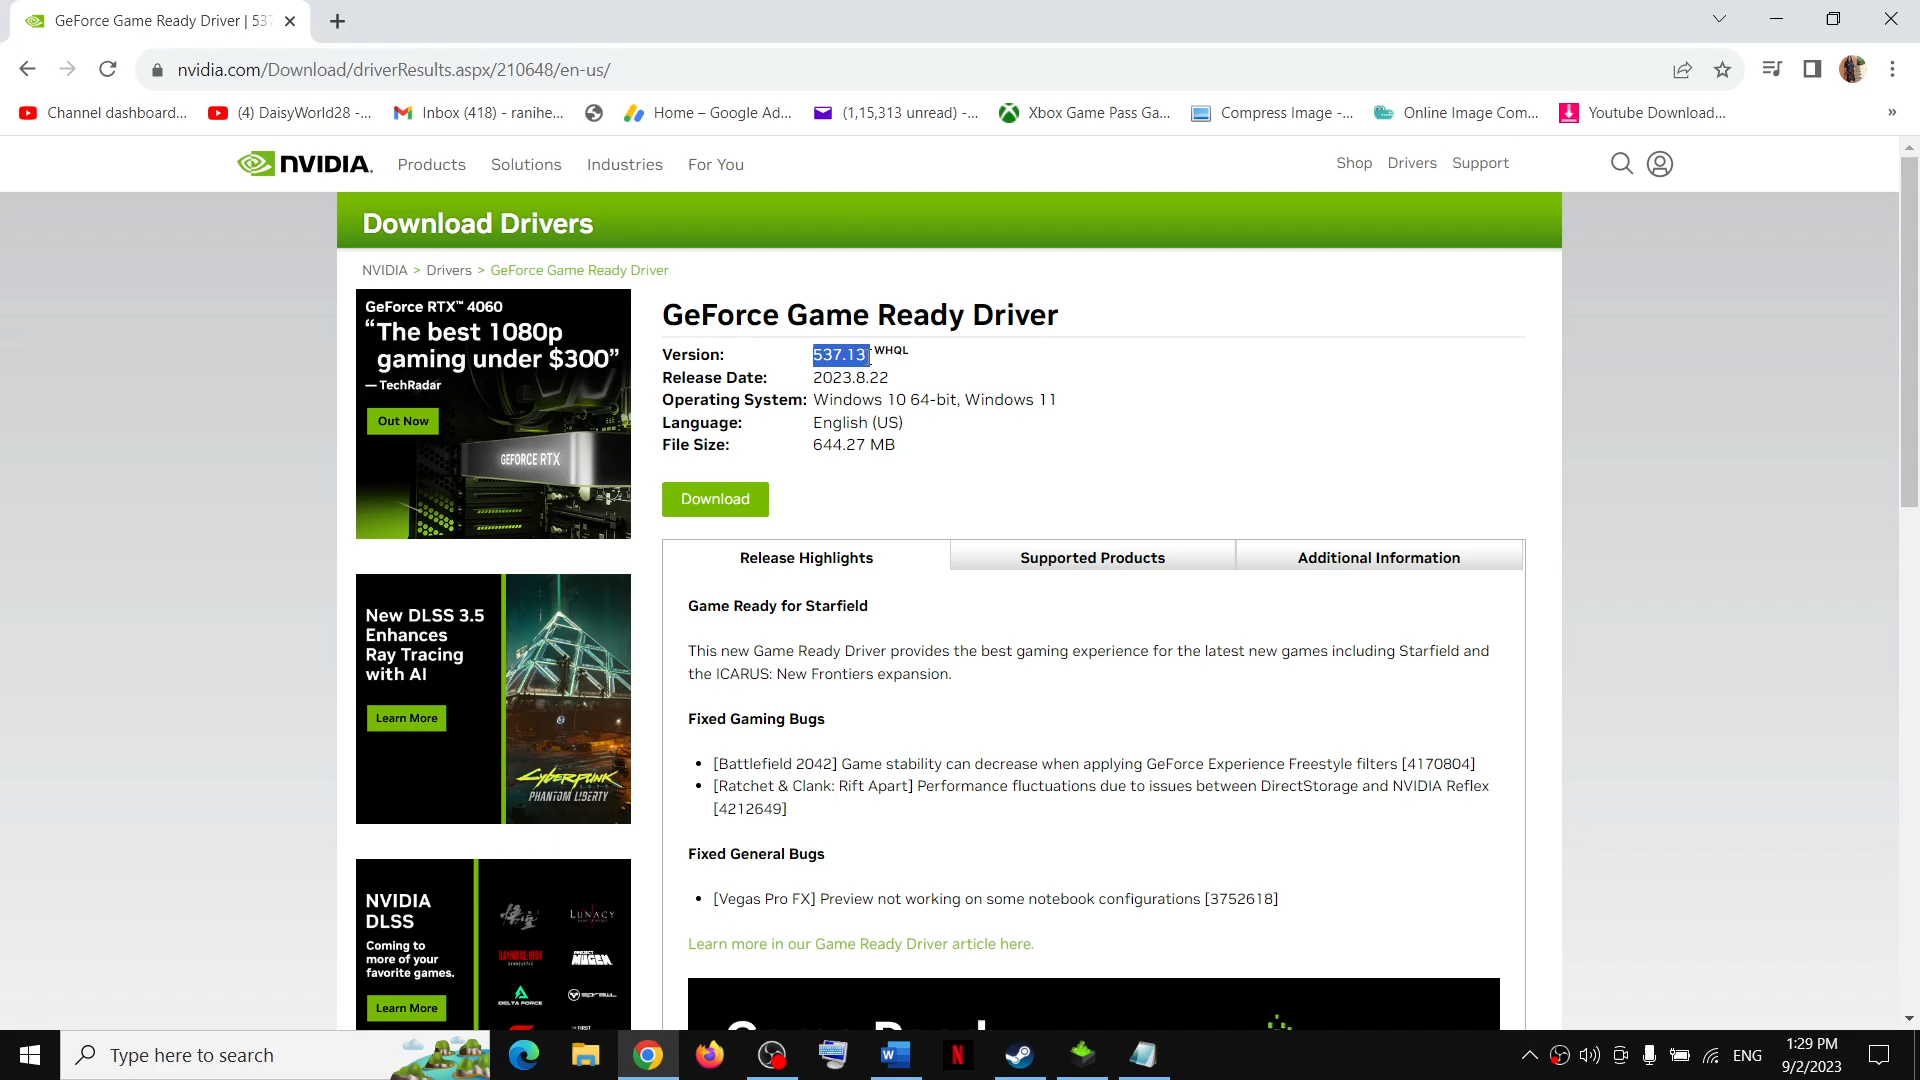 GeForce Game Ready Driver | 537
nvidia.com/Download/driverResults.aspx/210648/en-us/
Channel dashboard...
(4) DaisyWorld28 -...
Inbox (418) - ranihe...
Home – Google Ad...
(1,15,313 unread) -...
Xbox Game Pass Ga...
Compress Image -...
Online Image Com...
Youtube Download...
»
NVIDIA.
Products
Solutions
Industries
For You
Shop
Drivers
Support
Download Drivers
NVIDIA > Drivers > GeForce Game Ready Driver
GeForce RTX™ 4060
“The best 1080p
gaming under $300”
— TechRadar
Out Now
GEFORCE RTX
New DLSS 3.5
Enhances
Ray Tracing
with AI
Learn More
Cyberpunk
PHANTOM LIBERTY
NVIDIA
DLSS
Coming to
more of your
favorite games.
Learn More
LUNACY
PROJECT
MUGEN
DELTA FORCE
SPRAWL
THE FIRST
GeForce Game Ready Driver
Version: 537.13 WHQL
Release Date: 2023.8.22
Operating System: Windows 10 64-bit, Windows 11
Language: English (US)
File Size: 644.27 MB
Download
Release Highlights
Supported Products
Additional Information
Game Ready for Starfield
This new Game Ready Driver provides the best gaming experience for the latest new games including Starfield and
the ICARUS: New Frontiers expansion.
Fixed Gaming Bugs
[Battlefield 2042] Game stability can decrease when applying GeForce Experience Freestyle filters [4170804]
[Ratchet & Clank: Rift Apart] Performance fluctuations due to issues between DirectStorage and NVIDIA Reflex
[4212649]
Fixed General Bugs
[Vegas Pro FX] Preview not working on some notebook configurations [3752618]
Learn more in our Game Ready Driver article here.
Game Ready
Type here to search
ENG
1:29 PM
9/2/2023